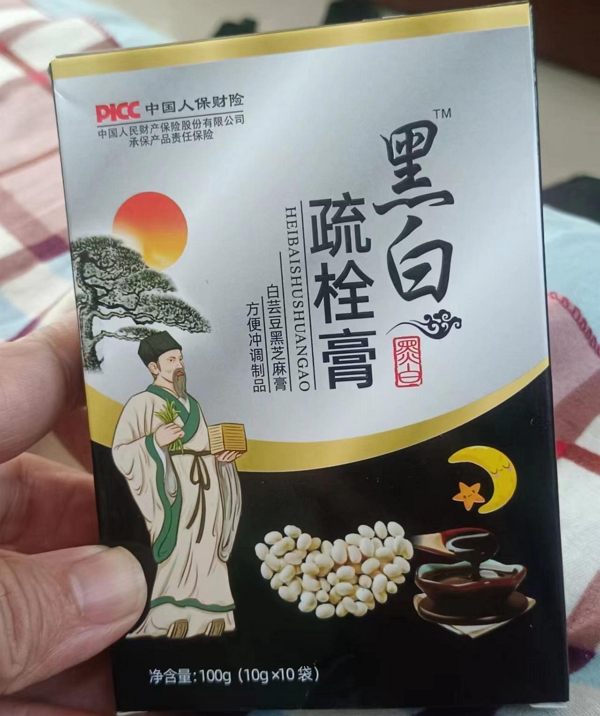 PICC 中国人保财险
中国人民财产保险股份有限公司
承保产品责任保险
黑白
TM
疏栓膏
HEIBAISHUSHUANGAO
白芸豆黑芝麻膏
方便冲调制品
黑白
净含量:100g(10g×10袋)